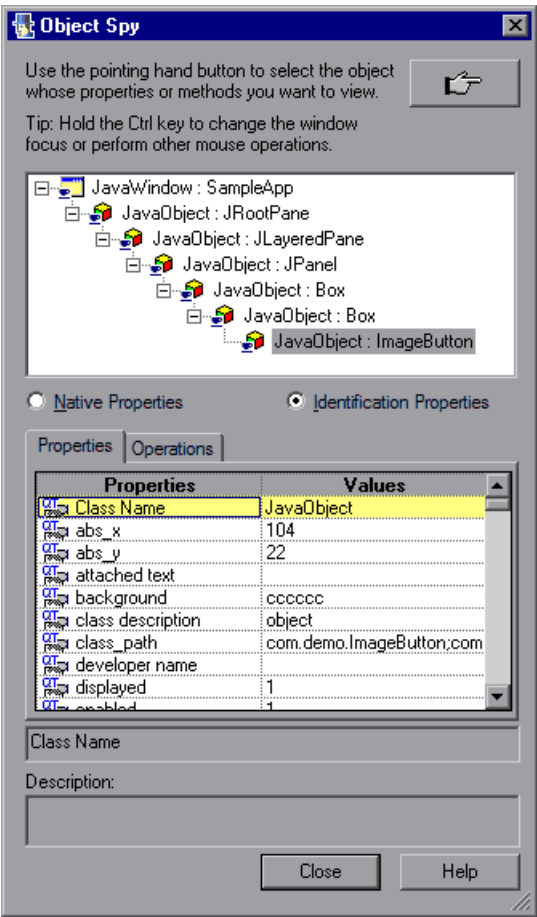 Object Spy
Use the pointing hand button to select the object
whose properties or methods you want to view.
Tip: Hold the Ctrl key to change the window
focus or perform other mouse operations.
JavaWindow : SampleApp
JavaObject : JRootPane
JavaObject : JLayeredPane
JavaObject : JPanel
JavaObject : Box
JavaObject : Box
JavaObject : ImageButton
Native Properties Identification Properties
Properties Operations
Properties Values
Class Name JavaObject
abs_x 104
abs_y 22
attached text
background cccccc
class description object
class_path com.demo.ImageButton;com
developer name
displayed 1
enabled 1
Class Name
Description:
Close Help